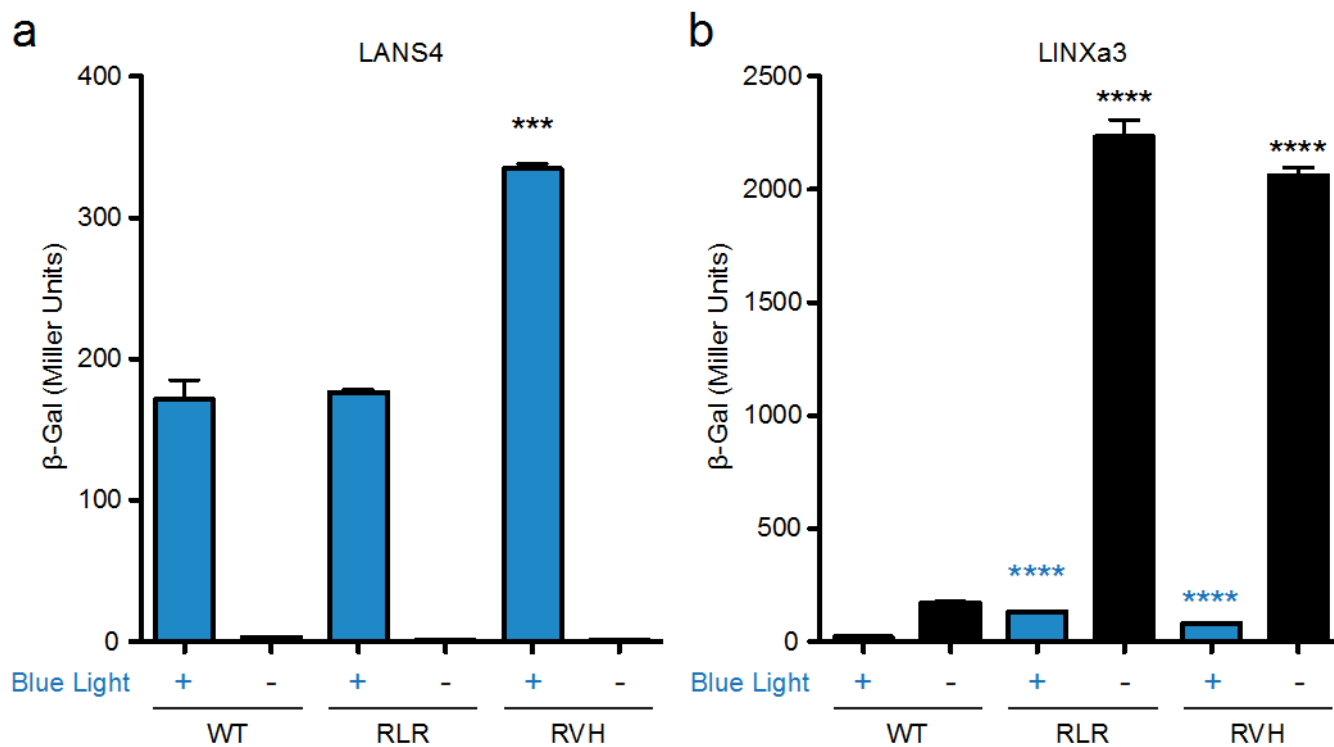 a
LANS4
β-Gal (Miller Units)
400
300
200
100
0
***
Blue Light + - + - + -
WT RLR RVH
b
LINXa3
β-Gal (Miller Units)
2500
2000
1500
1000
500
0
****
****
****
****
Blue Light + - + - + -
WT RLR RVH